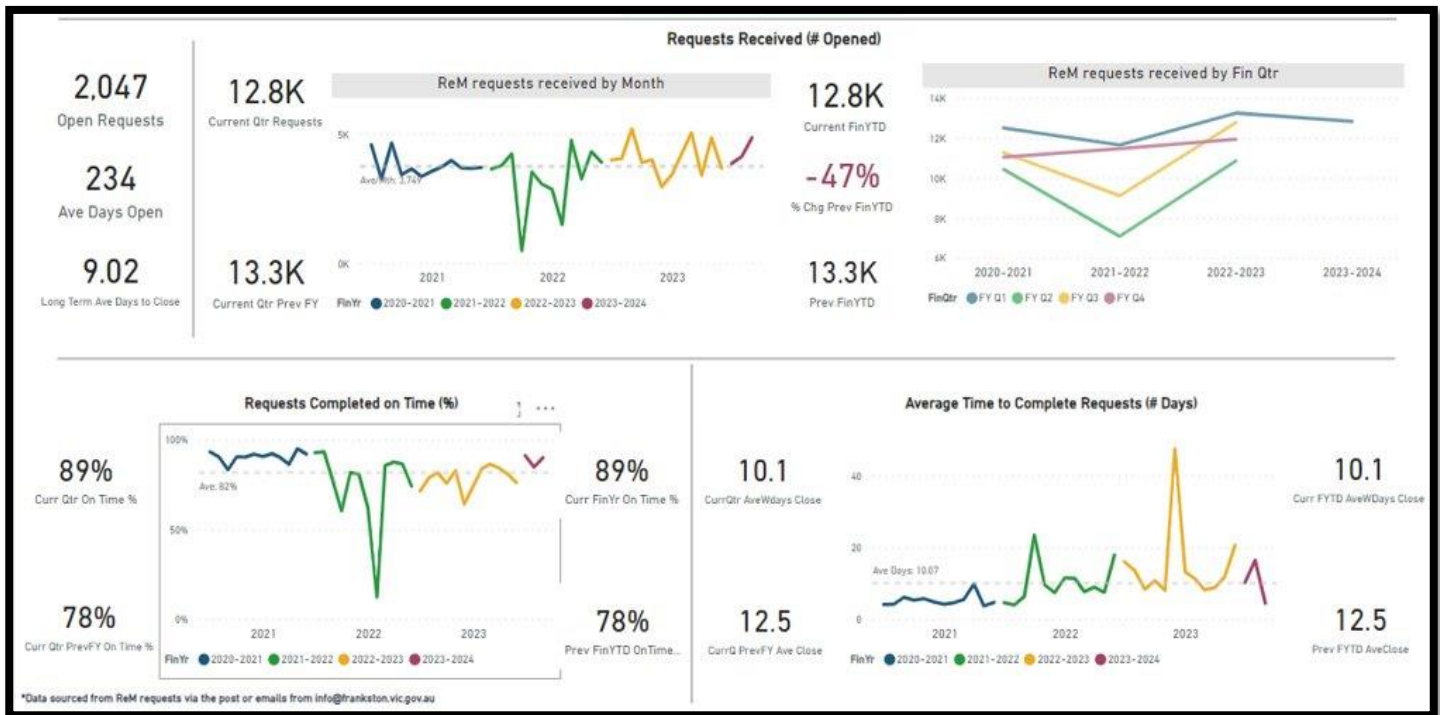 Requests Received (# Opened)
2,047
Open Requests
234
Ave Days Open
9.02
Long Term Ave Days to Close
12.8K
Current Qtr Requests
13.3K
Current Qtr Prev FY
ReM requests received by Month
5K
Ave/Mth: 3,749
0K
2021 2022 2023
FinYr 2020-2021 2021-2022 2022-2023 2023-2024
12.8K
Current FinYTD
-47%
% Chg Prev FinYTD
13.3K
Prev FinYTD
ReM requests received by Fin Qtr
14K
12K
10K
8K
6K
2020-2021 2021-2022 2022-2023 2023-2024
FinQtr FY Q1 FY Q2 FY Q3 FY Q4
Requests Completed on Time (%)
89%
Curr Qtr On Time %
78%
Curr Qtr PrevFY On Time %
100%
Ave: 82%
50%
0%
2021 2022 2023
FinYr 2020-2021 2021-2022 2022-2023 2023-2024
89%
Curr FinYr On Time %
78%
Prev FinYTD OnTime...
Average Time to Complete Requests (# Days)
10.1
CurrQtr AveWdays Close
12.5
CurrQ PrevFY Ave Close
40
20
Ave Days: 10.07
0
2021 2022 2023
FinYr 2020-2021 2021-2022 2022-2023 2023-2024
10.1
Curr FYTD AveWDays Close
12.5
Prev FYTD AveClose
*Data sourced from ReM requests via the post or emails from info@frankston.vic.gov.au